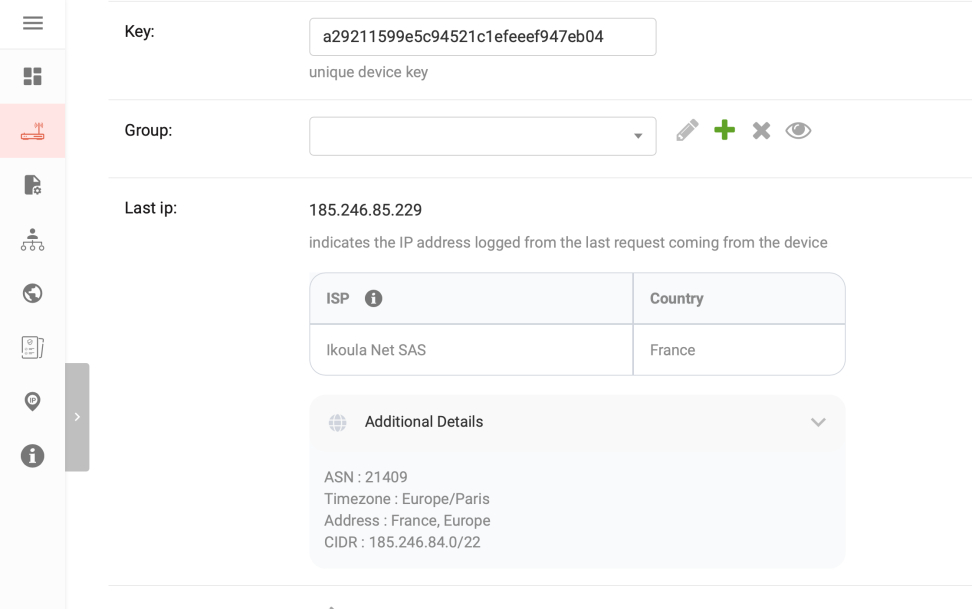 Key:
a29211599e5c94521c1efeeef947eb04
unique device key
Group:
Last ip:
185.246.85.229
indicates the IP address logged from the last request coming from the device
ISP
Country
Ikoula Net SAS
France
Additional Details
ASN : 21409
Timezone : Europe/Paris
Address : France, Europe
CIDR : 185.246.84.0/22
IP